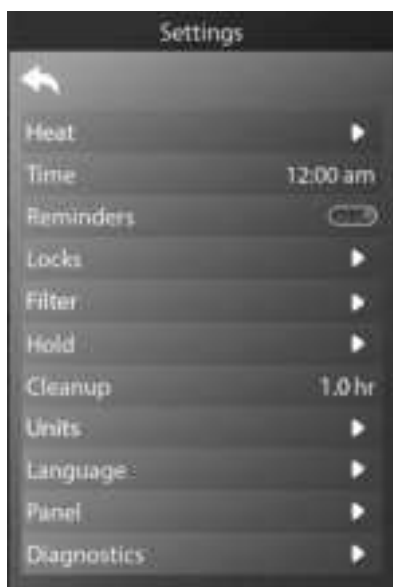 Settings
Heat
Time 12:00 am
Reminders
Locks
Filter
Hold
Cleanup 1.0 hr
Units
Language
Panel
Diagnostics